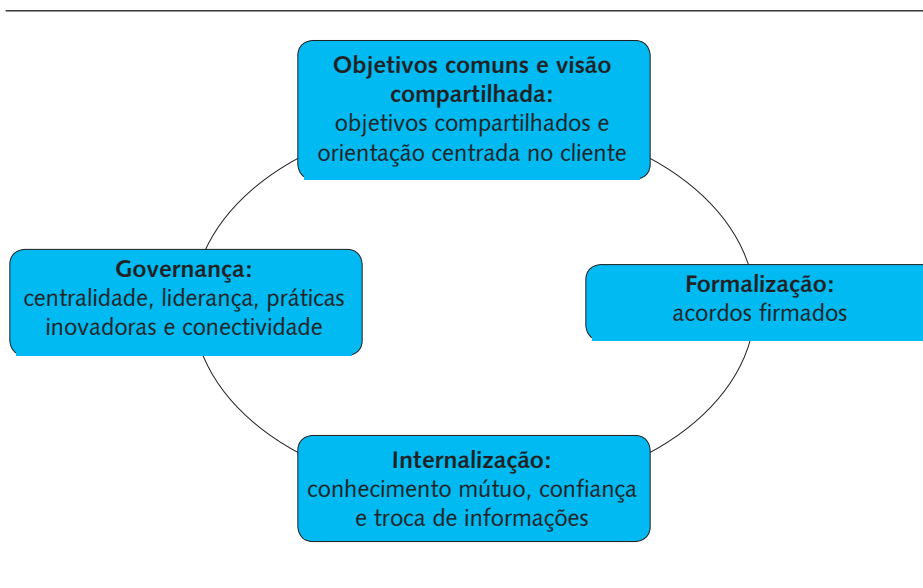 Objetivos comuns e visão
compartilhada:
objetivos compartilhados e
orientação centrada no cliente
Governança:
centralidade, liderança, práticas
inovadoras e conectividade
Formalização:
acordos firmados
Internalização:
conhecimento mútuo, confiança
e troca de informações